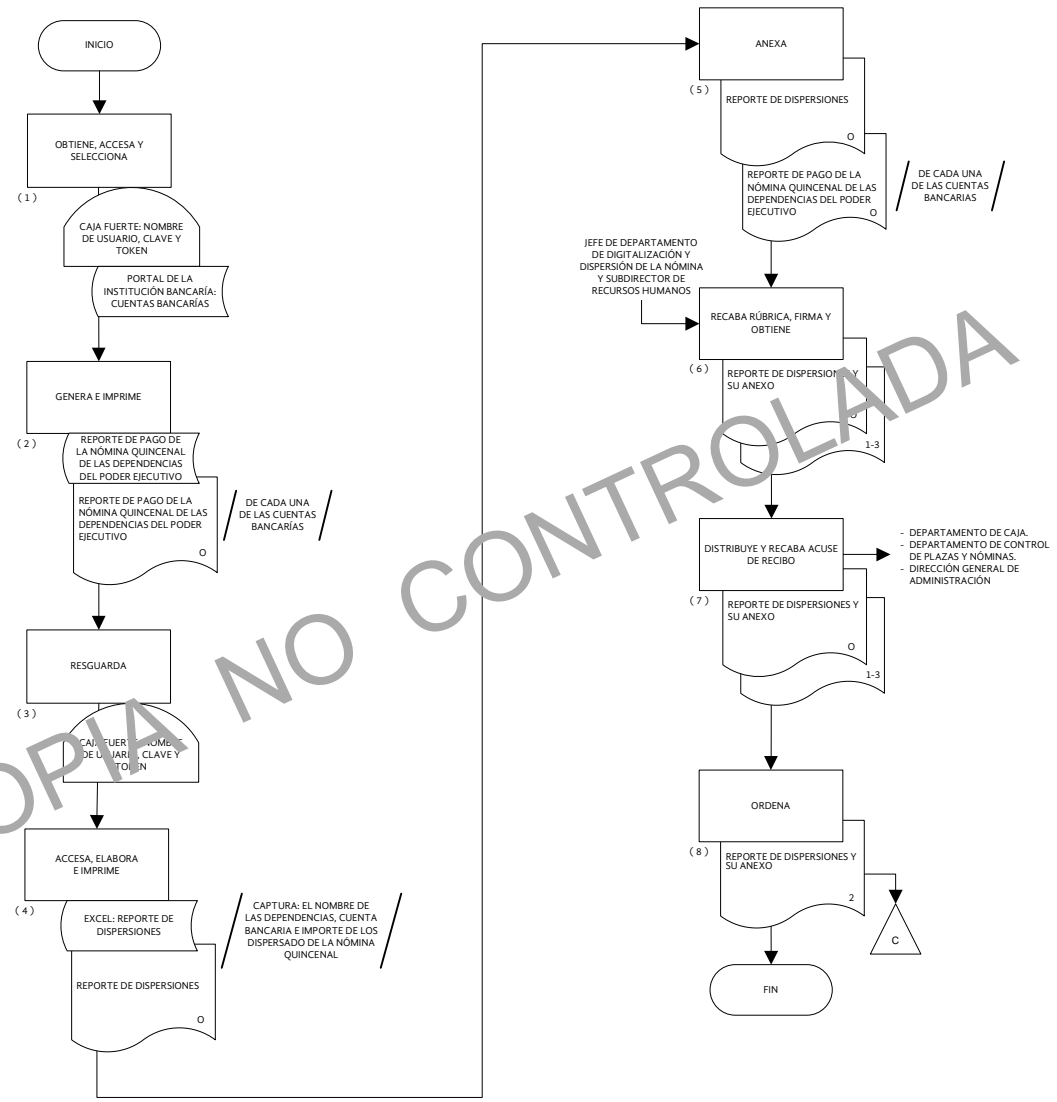 INICIO
OBTIENE, ACCESA Y
SELECCIONA
( 1 )
CAJA FUERTE: NOMBRE
DE USUARIO, CLAVE Y
TOKEN
PORTAL DE LA
INSTITUCIÓN BANCARÍA:
CUENTAS BANCARÍAS
GENERA E IMPRIME
( 2 )
REPORTE DE PAGO DE
LA NÓMINA QUINCENAL
DE LAS DEPENDENCIAS
DEL PODER EJECUTIVO
REPORTE DE PAGO DE LA
NÓMINA QUINCENAL DE LAS
DEPENDENCIAS DEL PODER
EJECUTIVO
O
DE CADA UNA
DE LAS CUENTAS
BANCARÍAS
RESGUARDA
( 3 )
CAJA FUERTE: NOMBRE
DE USUARIO, CLAVE Y
TOKEN
ACCESA, ELABORA
E IMPRIME
( 4 )
EXCEL: REPORTE DE
DISPERSIONES
REPORTE DE DISPERSIONES
O
CAPTURA: EL NOMBRE DE
LAS DEPENDENCIAS, CUENTA
BANCARIA E IMPORTE DE LOS
DISPERSADO DE LA NÓMINA
QUINCENAL
ANEXA
( 5 )
REPORTE DE DISPERSIONES
O
REPORTE DE PAGO DE LA
NÓMINA QUINCENAL DE LAS
DEPENDENCIAS DEL PODER
EJECUTIVO
O
DE CADA UNA
DE LAS CUENTAS
BANCARIAS
JEFE DE DEPARTAMENTO
DE DIGITALIZACIÓN Y
DISPERSIÓN DE LA NÓMINA
Y SUBDIRECTOR DE
RECURSOS HUMANOS
RECABA RÚBRICA, FIRMA Y
OBTIENE
( 6 )
REPORTE DE DISPERSIONES Y
SU ANEXO
O
1-3
DISTRIBUYE Y RECABA ACUSE
DE RECIBO
- DEPARTAMENTO DE CAJA.
- DEPARTAMENTO DE CONTROL
DE PLAZAS Y NÓMINAS.
- DIRECCIÓN GENERAL DE
ADMINISTRACIÓN
( 7 )
REPORTE DE DISPERSIONES Y
SU ANEXO
O
1-3
ORDENA
( 8 )
REPORTE DE DISPERSIONES Y
SU ANEXO
2
C
FIN
OPIA NO CONTROLADA